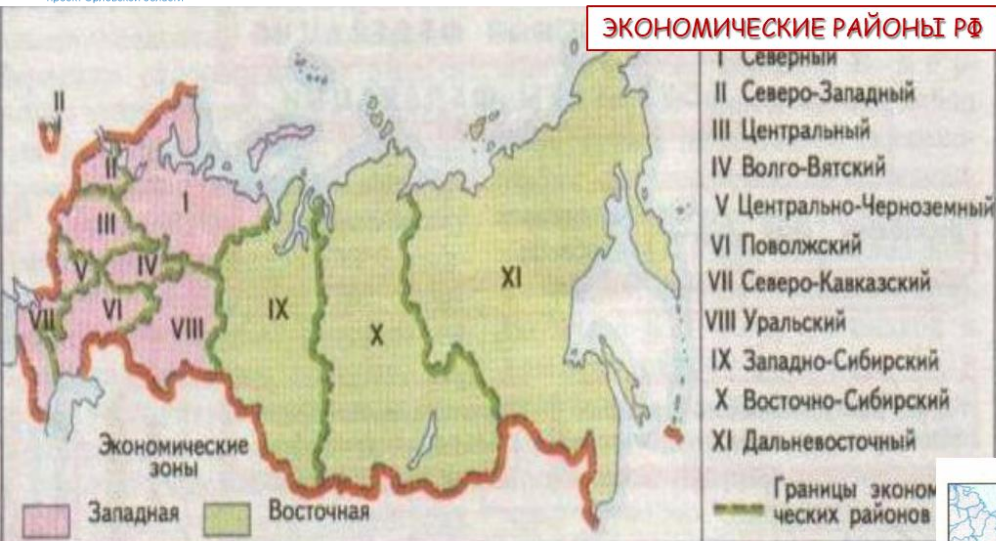 ЭКОНОМИЧЕСКИЕ РАЙОНЫ РФ
I Северный
II Северо-Западный
III Центральный
IV Волго-Вятский
V Центрально-Черноземный
VI Поволжский
VII Северо-Кавказский
VIII Уральский
IX Западно-Сибирский
X Восточно-Сибирский
XI Дальневосточный
Границы эконом
ческих районов
II
II
I
III
IV
V
VI
VII
VIII
IX
X
XI
Экономические
зоны
Западная
Восточная